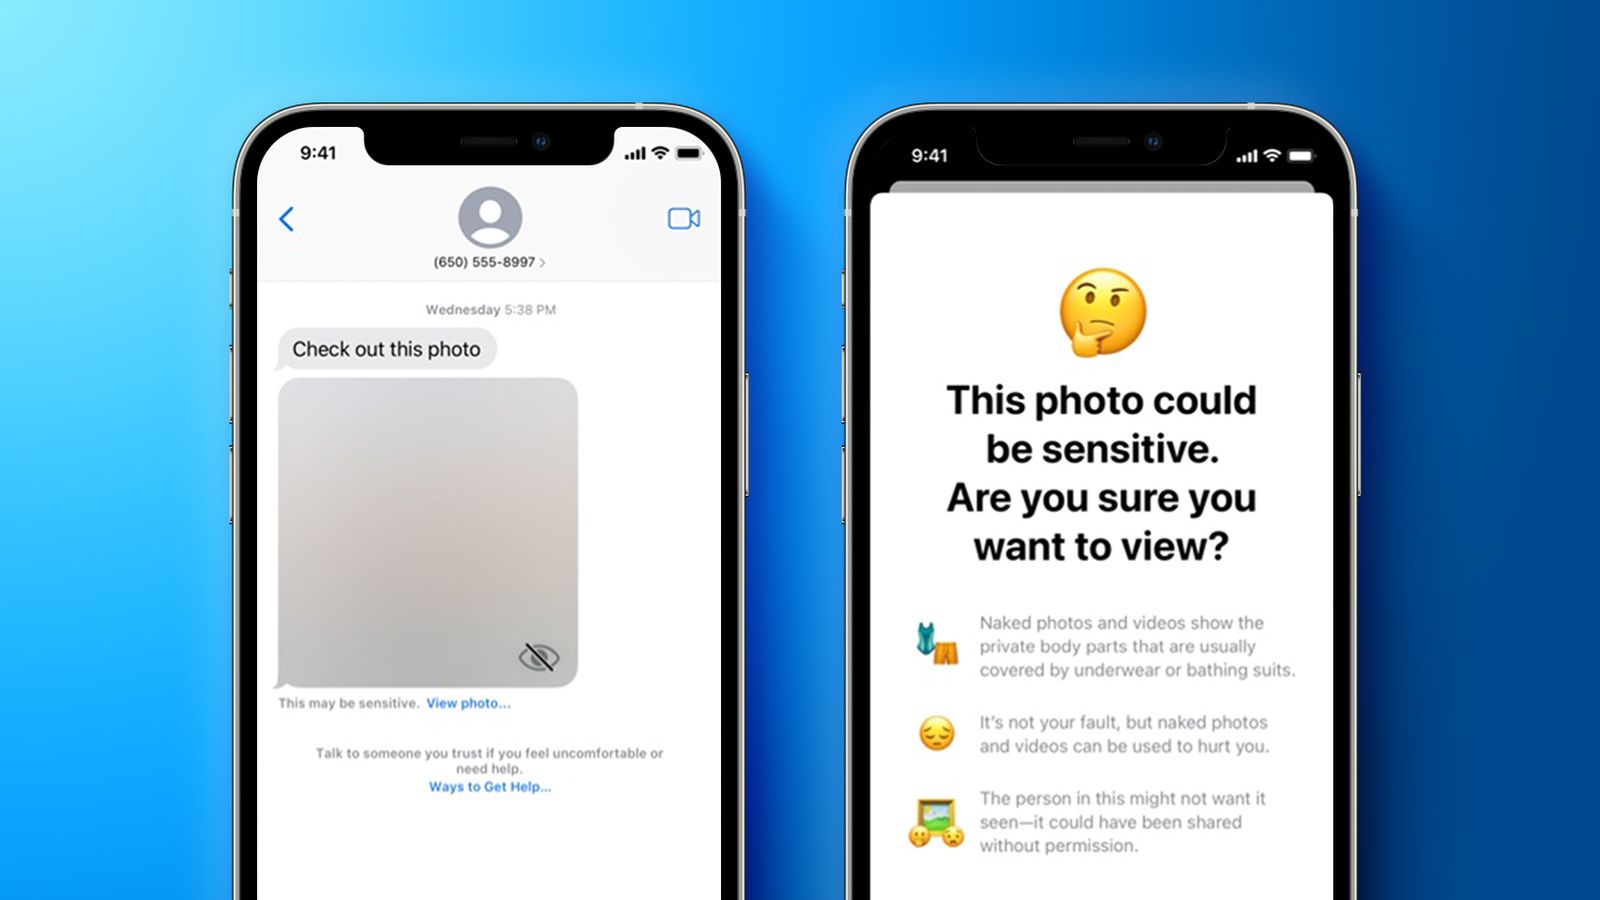 9:41
(650) 555-8997 >
Wednesday 5:38 PM
Check out this photo
This may be sensitive. View photo...
Talk to someone you trust if you feel uncomfortable or
need help.
Ways to Get Help...
9:41
This photo could
be sensitive.
Are you sure you
want to view?
Naked photos and videos show the
private body parts that are usually
covered by underwear or bathing suits.
It's not your fault, but naked photos
and videos can be used to hurt you.
The person in this might not want it
seen—it could have been shared
without permission.